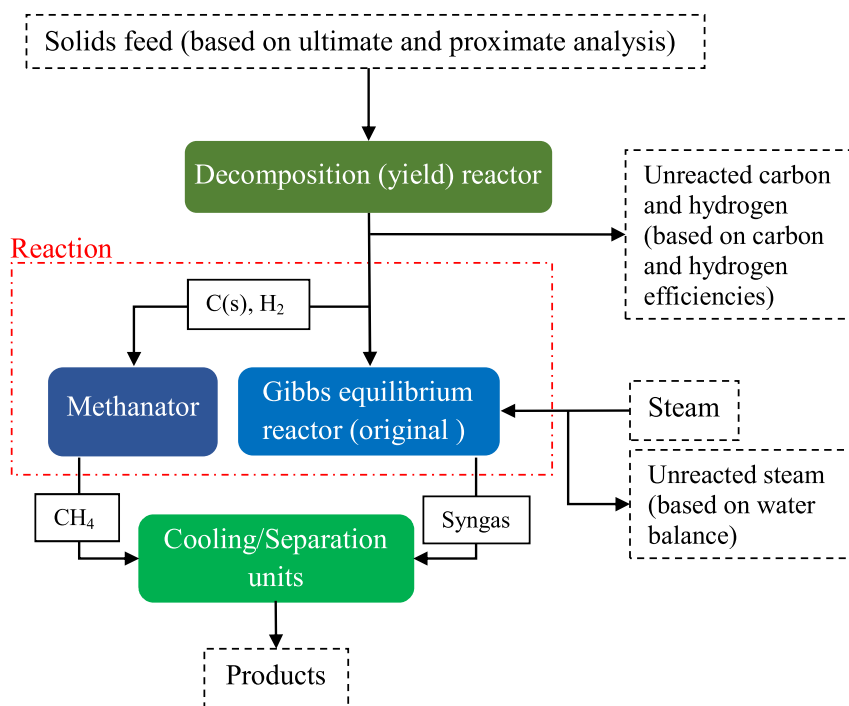 Solids feed (based on ultimate and proximate analysis)
Decomposition (yield) reactor
Unreacted carbon
and hydrogen
(based on carbon
and hydrogen
efficiencies)
Reaction
C(s), H₂
Methanator
Gibbs equilibrium
reactor (original )
Steam
Unreacted steam
(based on water
balance)
CH₄
Syngas
Cooling/Separation
units
Products